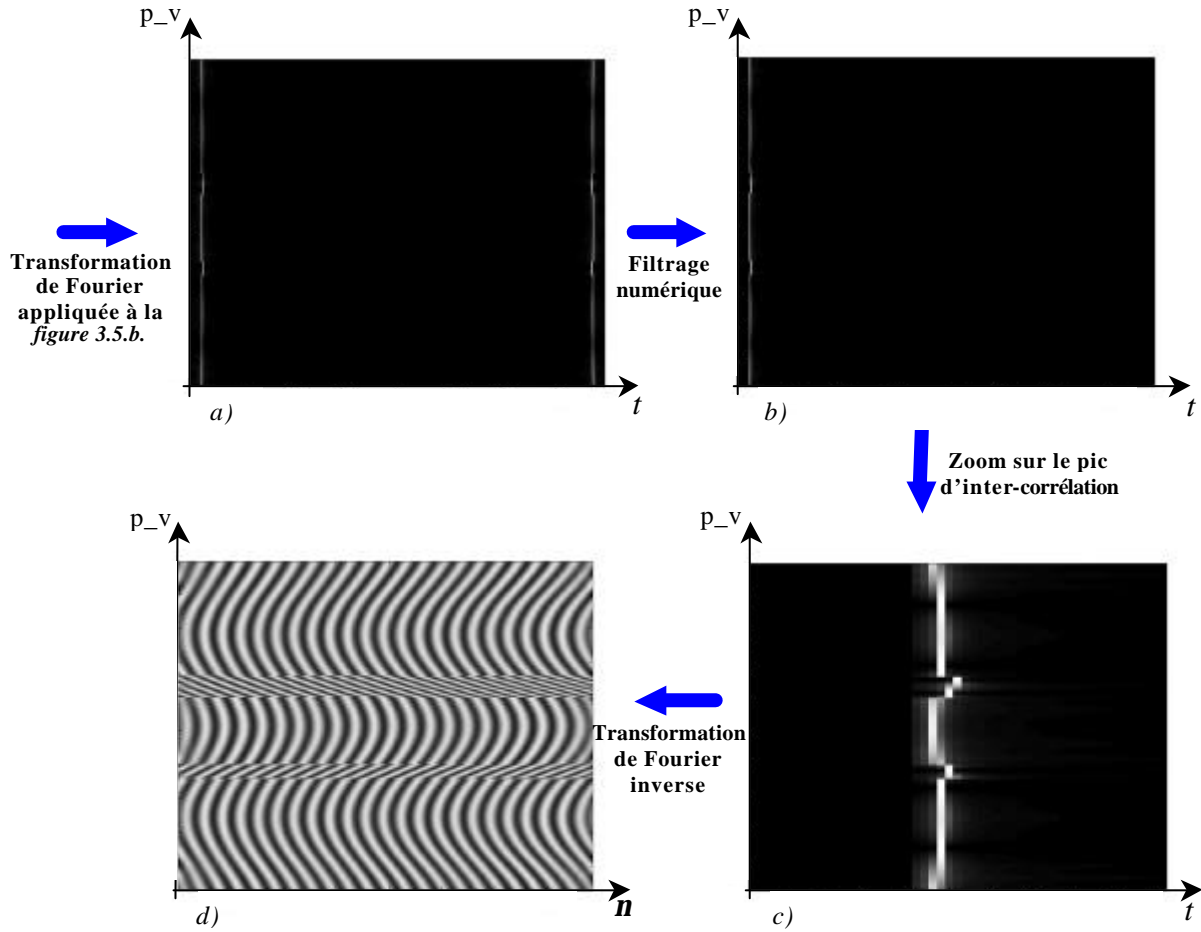 p_v
p_v
Transformation
de Fourier
appliquée à la
figure 3.5.b.
Filtrage
numérique
a)
t
b)
t
Zoom sur le pic
d'inter-corrélation
p_v
p_v
Transformation
de Fourier
inverse
d)
n
c)
t